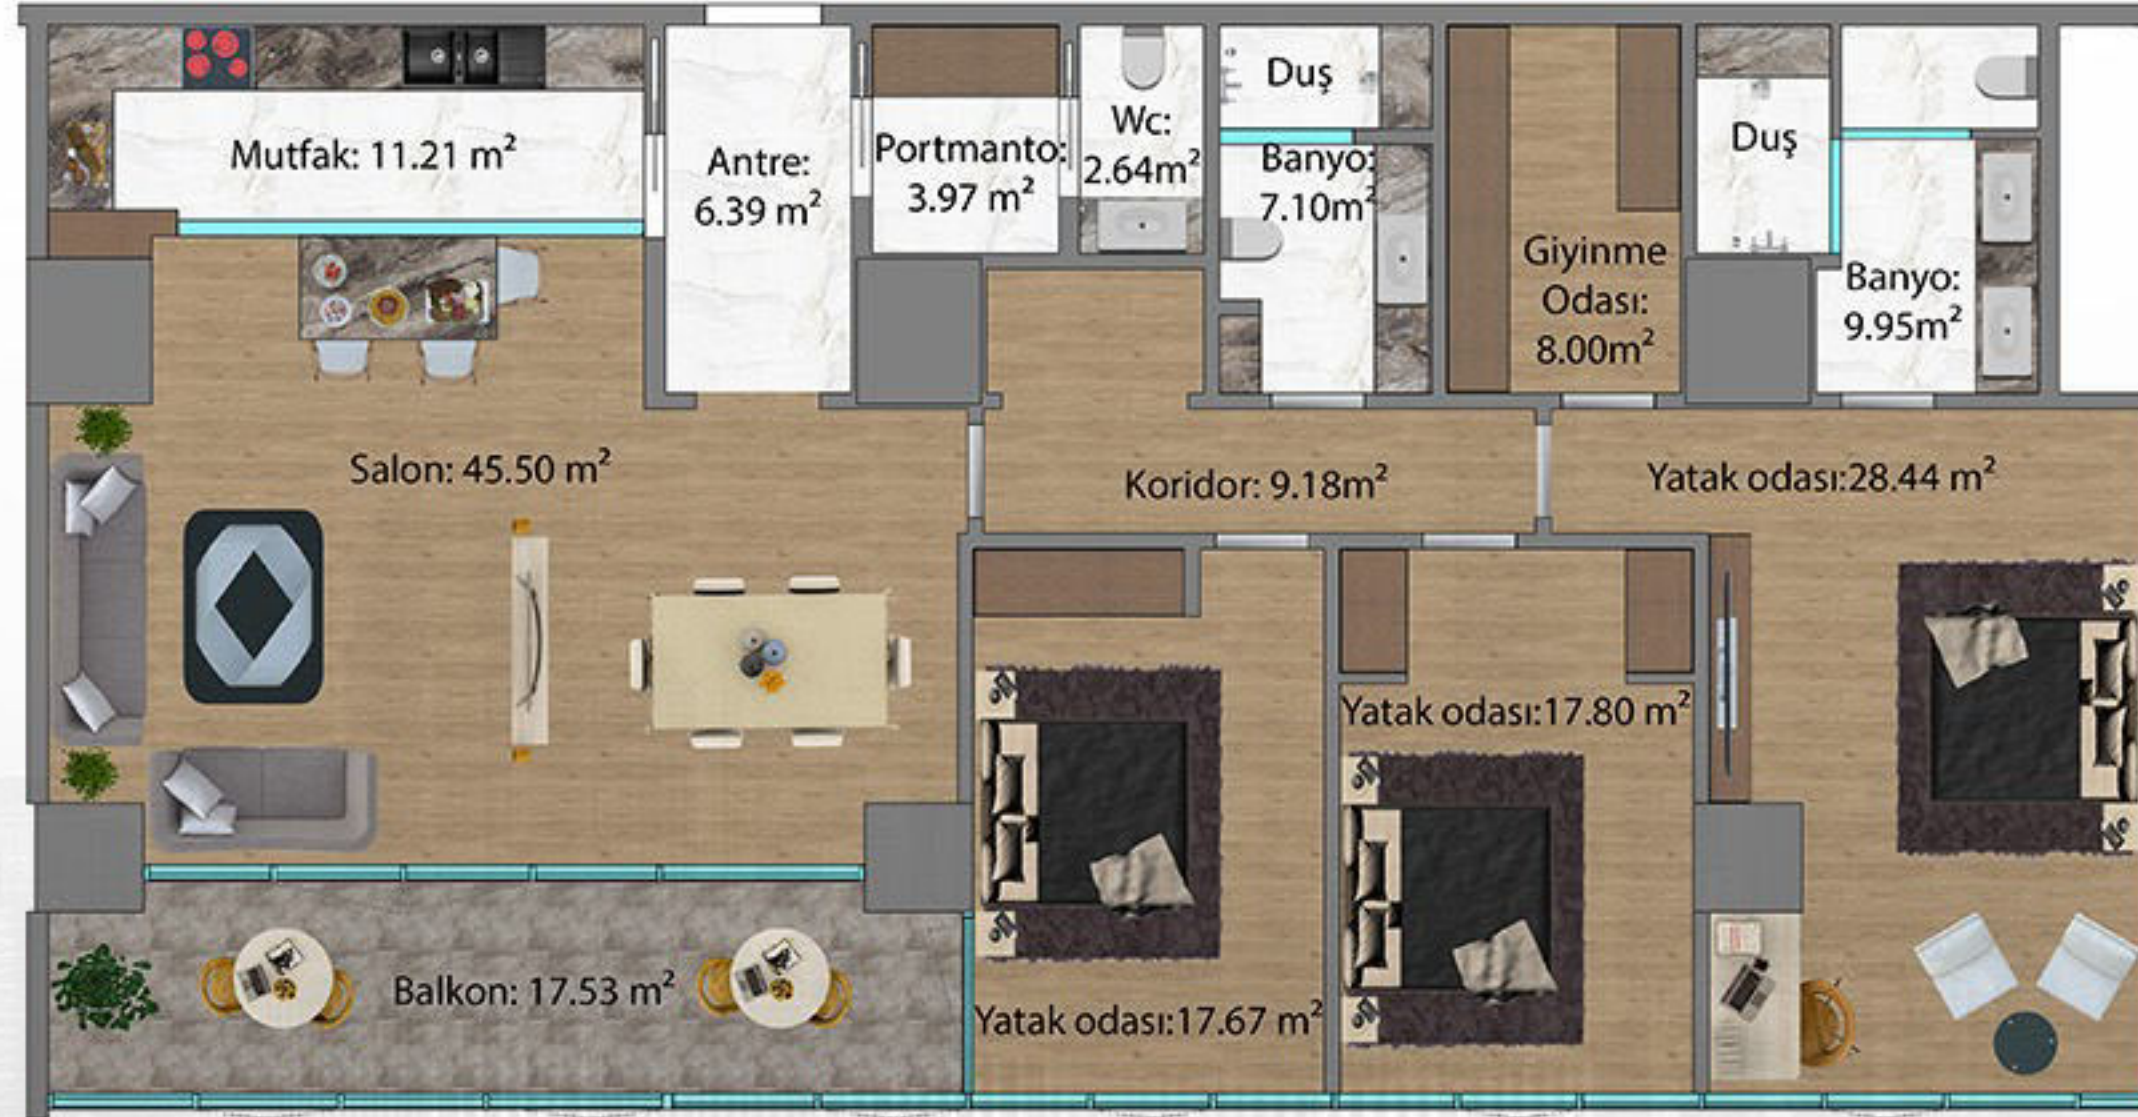 Mutfak: 11.21 m²
Antre:
6.39 m²
Portmanto:
3.97 m²
Wc:
2.64m²
Duş
Banyo:
7.10m²
Giyinme
Odası:
8.00m²
Duş
Banyo:
9.95m²
Salon: 45.50 m²
Koridor: 9.18m²
Yatak odası:28.44 m²
Yatak odası:17.80 m²
Balkon: 17.53 m²
Yatak odası:17.67 m²